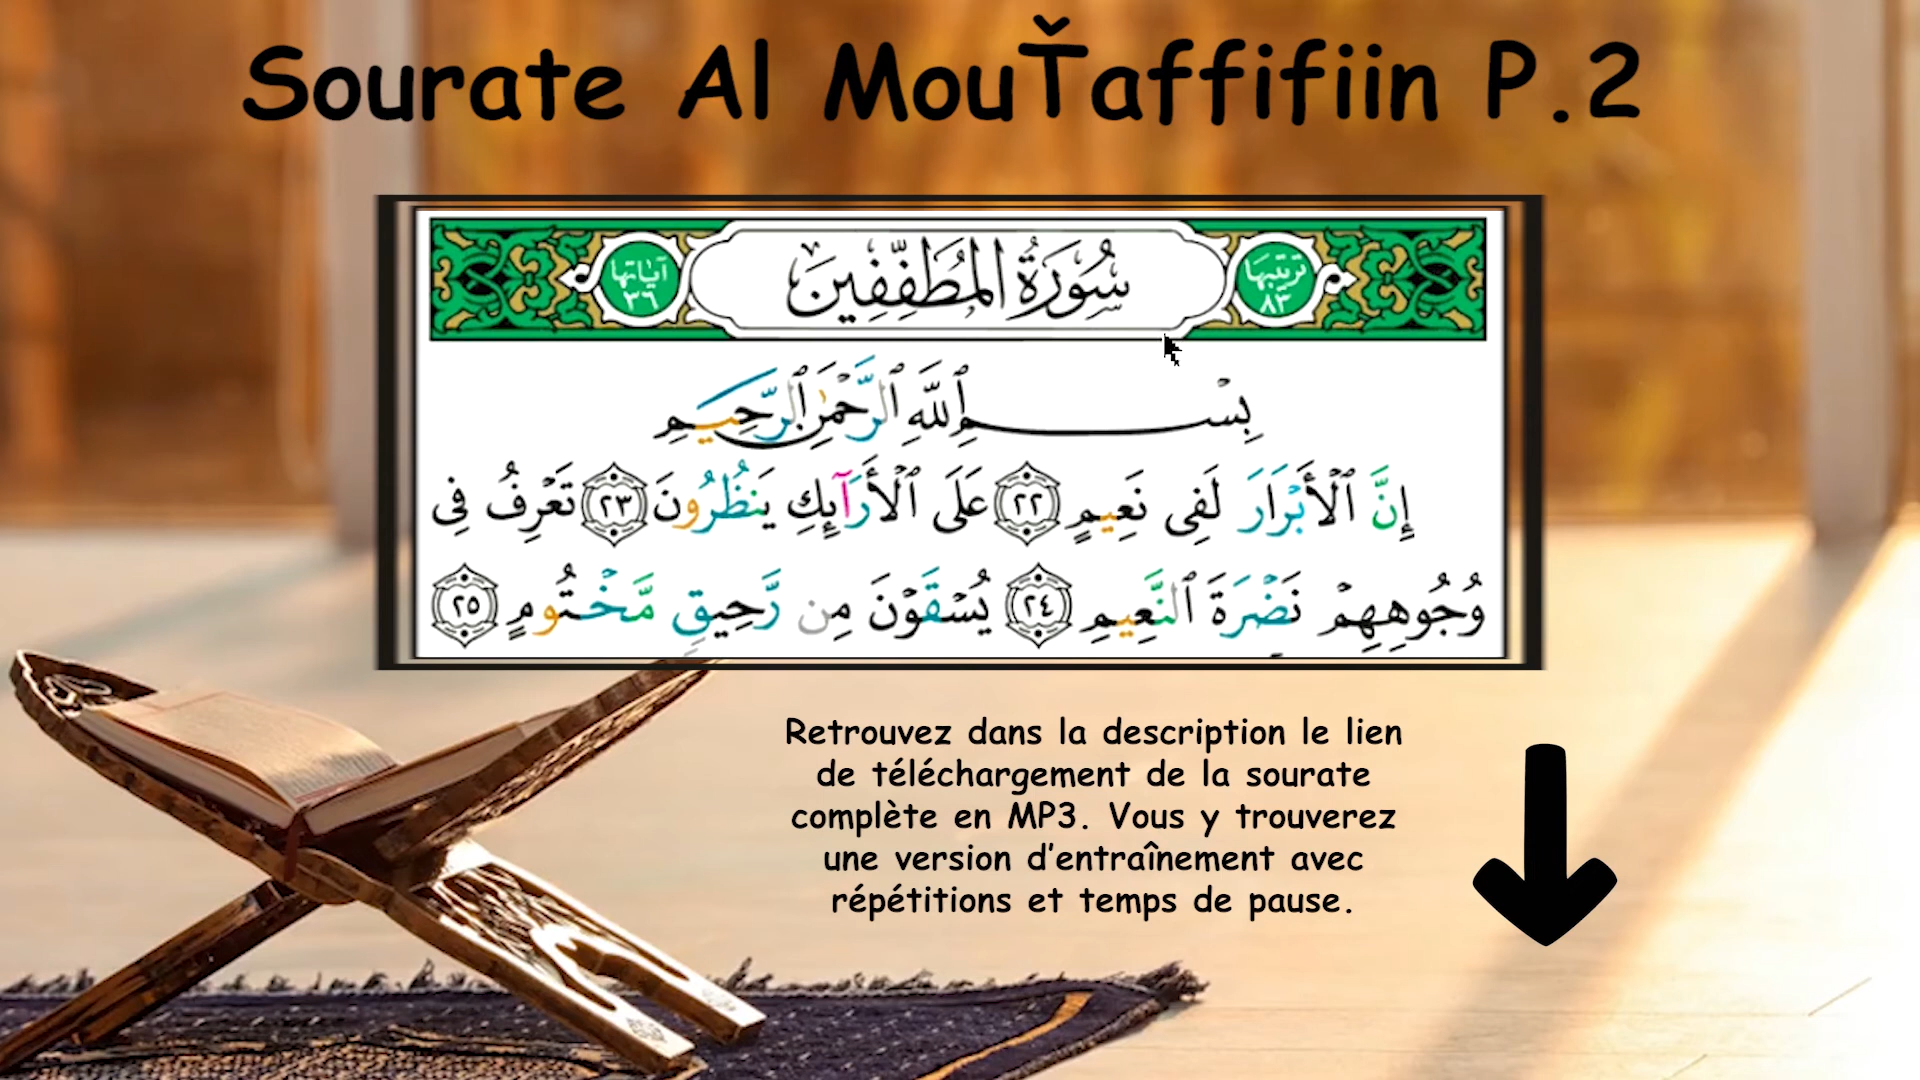 Sourate Al MouŤaffifiin P.2
ترتيبها ٨٣ سُورَةُ المُطَفِّفِينَ آياتها ٣٦
بِسْمِ ٱللَّهِ ٱلرَّحْمَٰنِ ٱلرَّحِيمِ
إِنَّ ٱلْأَبْرَارَ لَفِى نَعِيمٍ ٢٢ عَلَى ٱلْأَرَآئِكِ يَنظُرُونَ ٢٣ تَعْرِفُ فِى
وُجُوهِهِمْ نَضْرَةَ ٱلنَّعِيمِ ٢٤ يُسْقَوْنَ مِن رَّحِيقٍ مَّخْتُومٍ ٢٥
Retrouvez dans la description le lien
de téléchargement de la sourate
complète en MP3. Vous y trouverez
une version d’entraînement avec
répétitions et temps de pause.